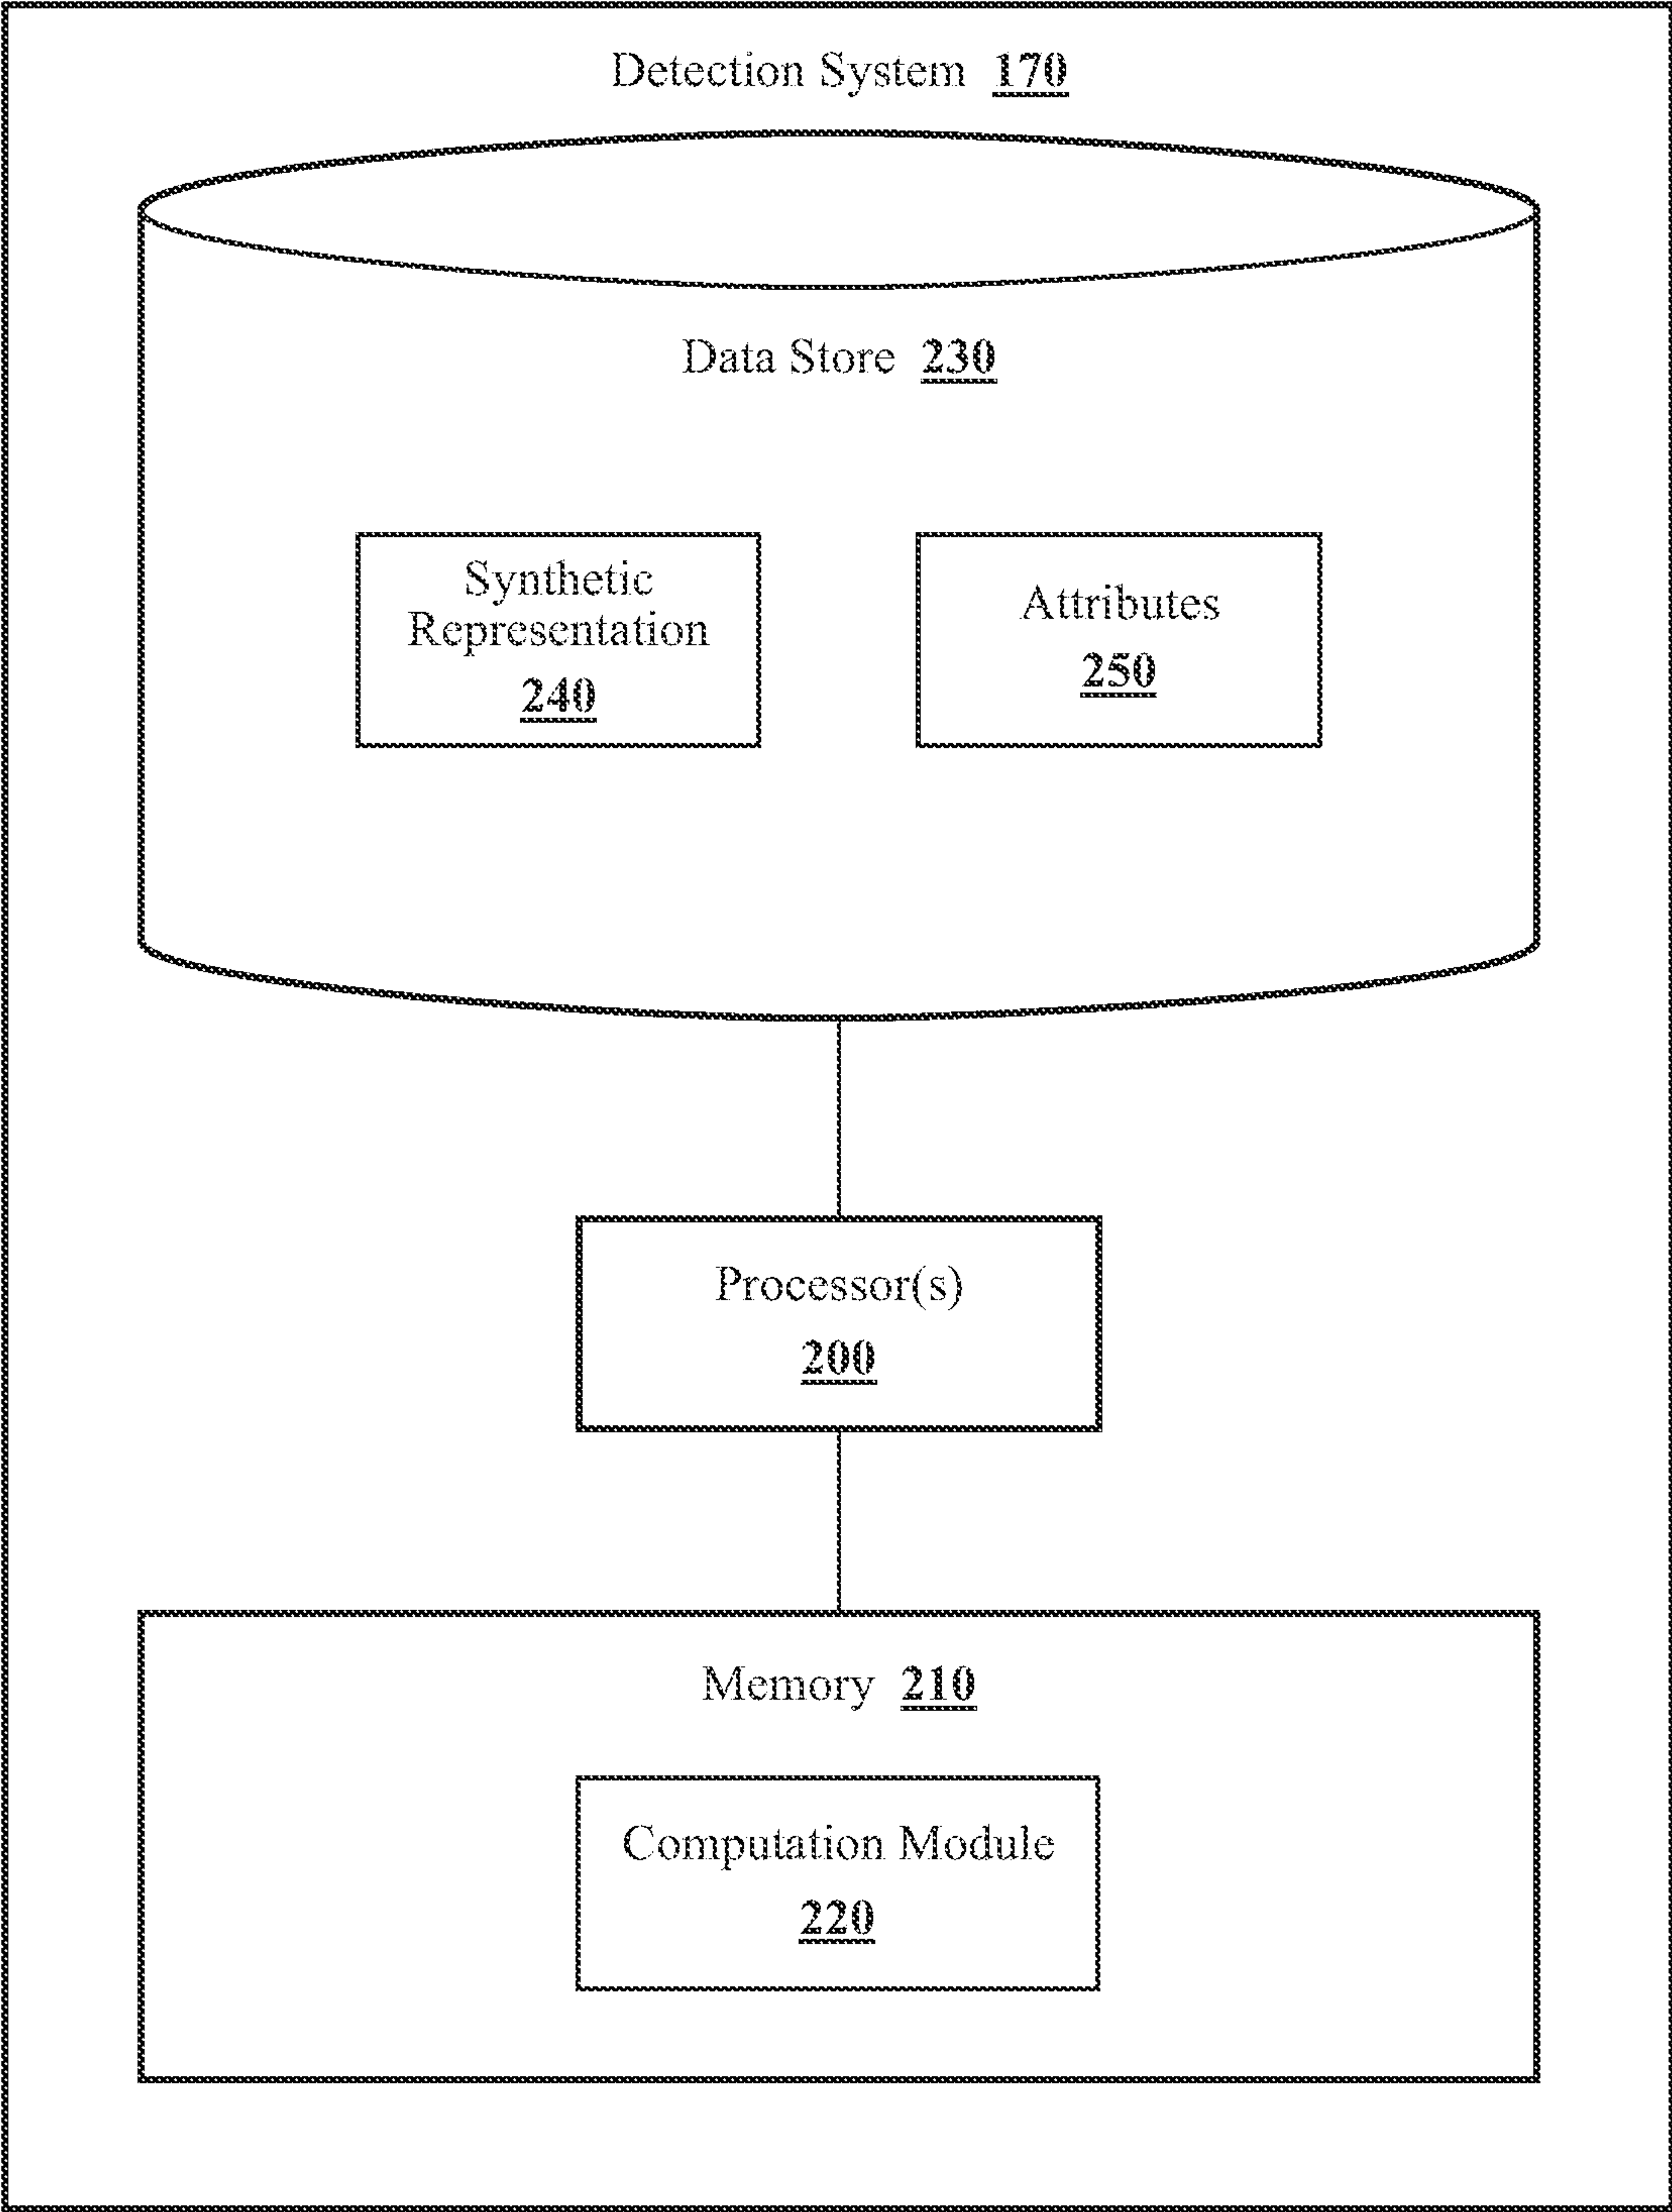 Detection System 170
Data Store 230
Synthetic
Representation
240
Attributes
250
Processor(s)
200
Memory 210
Computation Module
220